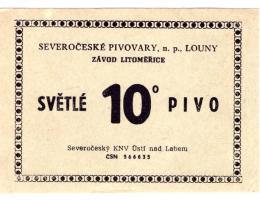 SEVEROČESKÉ PIVOVARY, n. p., LOUNY
ZÁVOD LITOMĚŘICE
SVĚTLÉ 10° PIVO
Severočeský KNV Ústí nad Labem
ČSN 566635